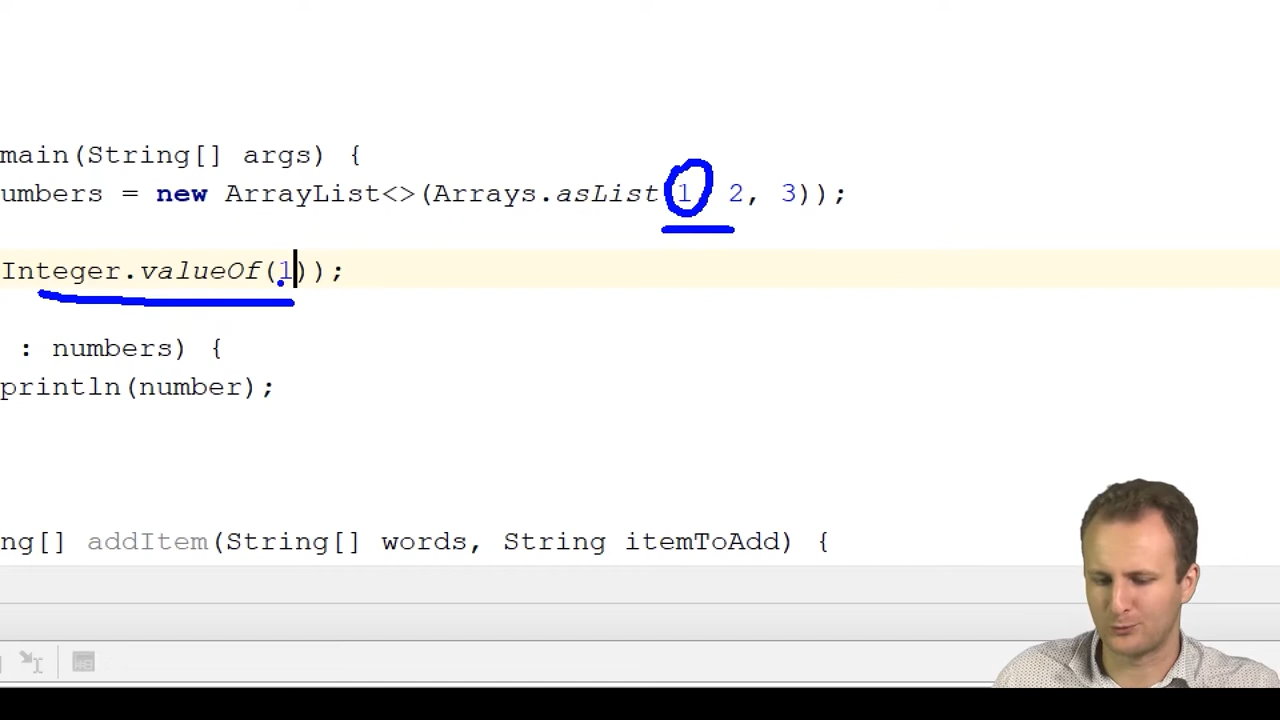 main(String[] args) {
umbers = new ArrayList<>(Arrays.asList 1 2, 3));
Integer.valueOf(1));
: numbers) {
println(number);
ng[] addItem(String[] words, String itemToAdd) {